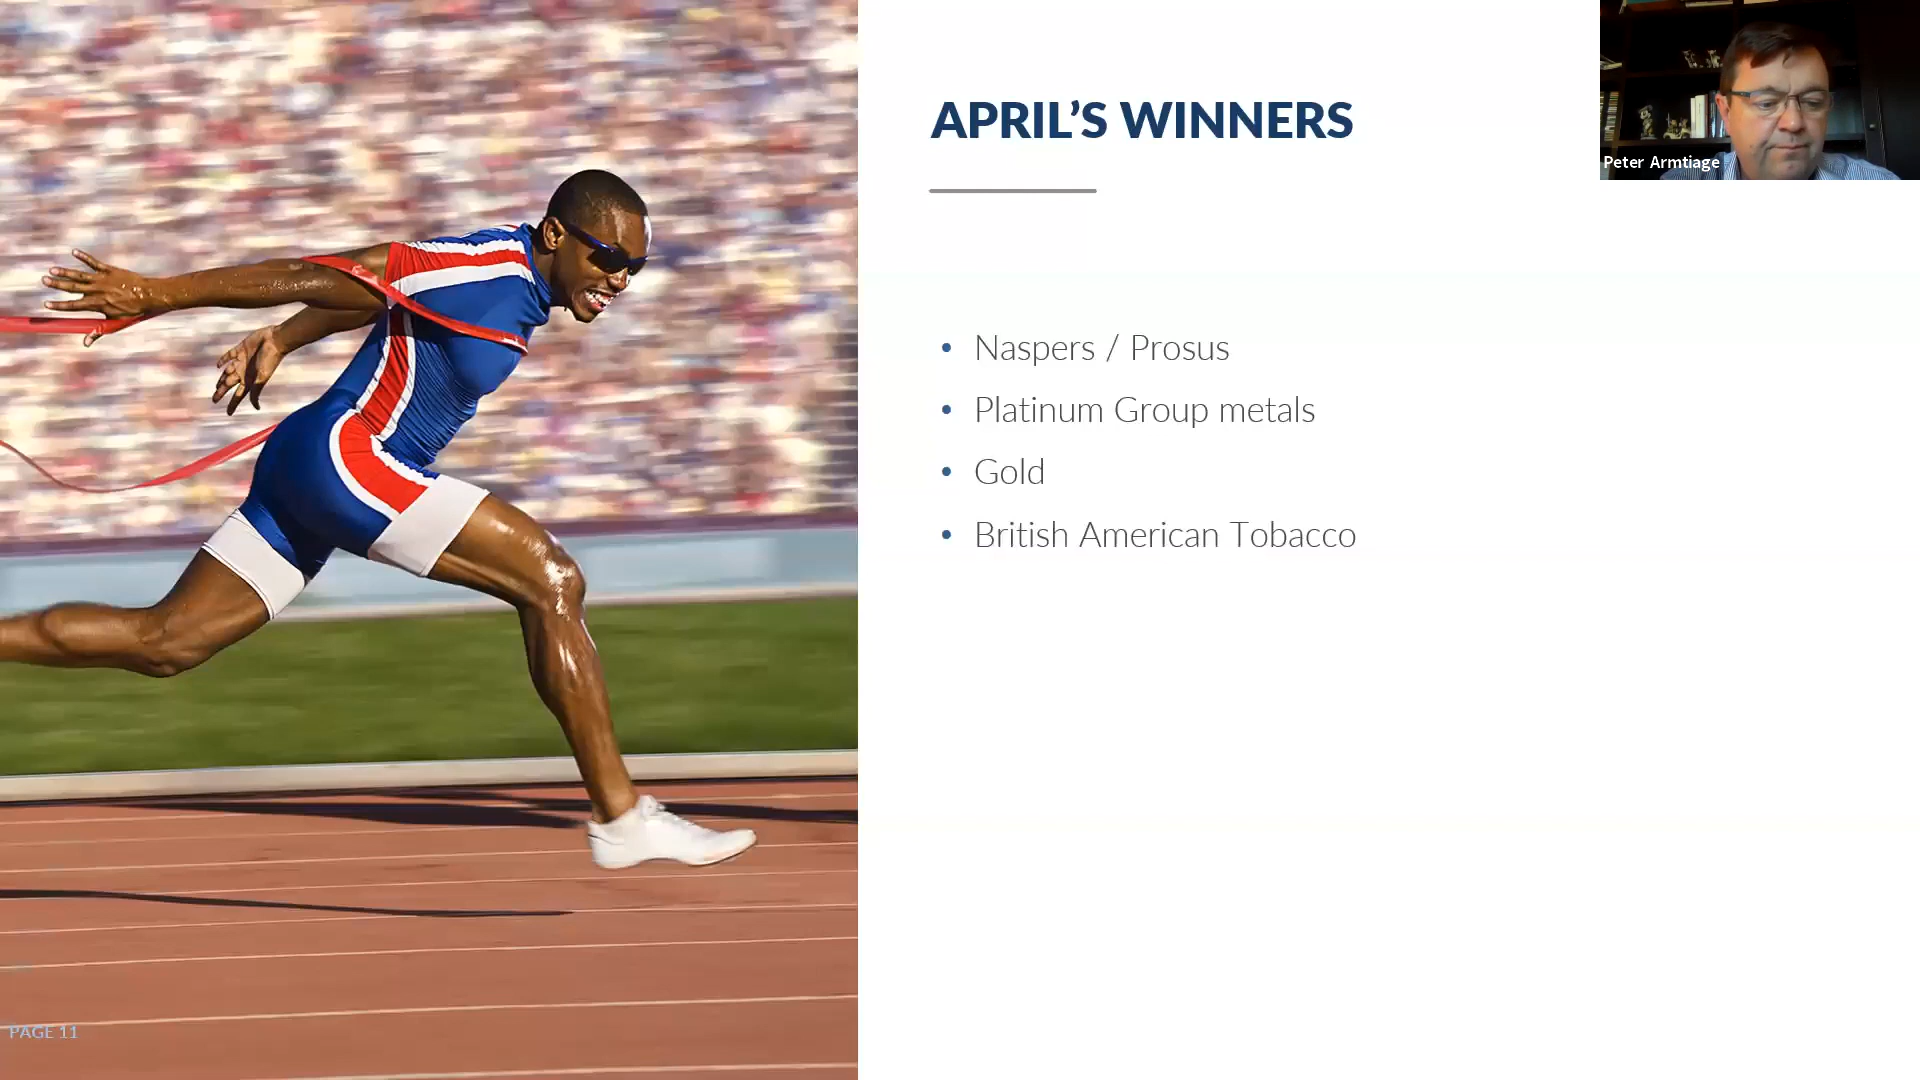 APRIL’S WINNERS
Peter Armtiage
• Naspers / Prosus
• Platinum Group metals
• Gold
• British American Tobacco
PAGE 11